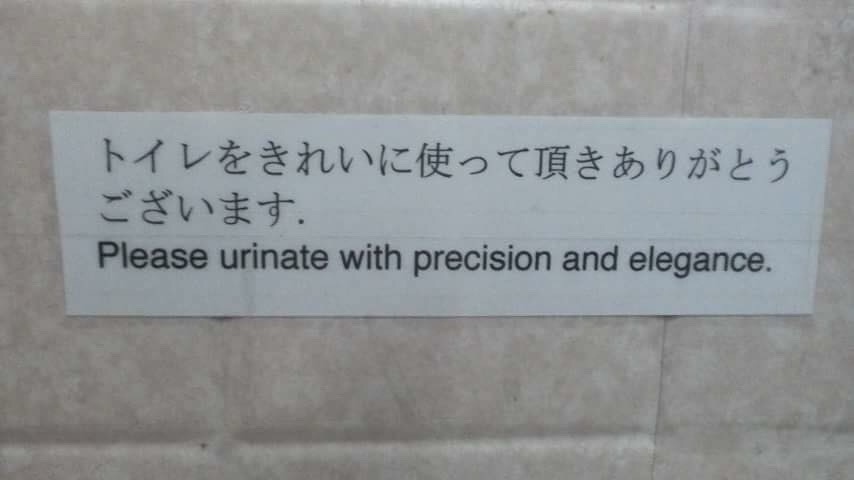 トイレをきれいに使って頂きありがとう
ございます.
Please urinate with precision and elegance.